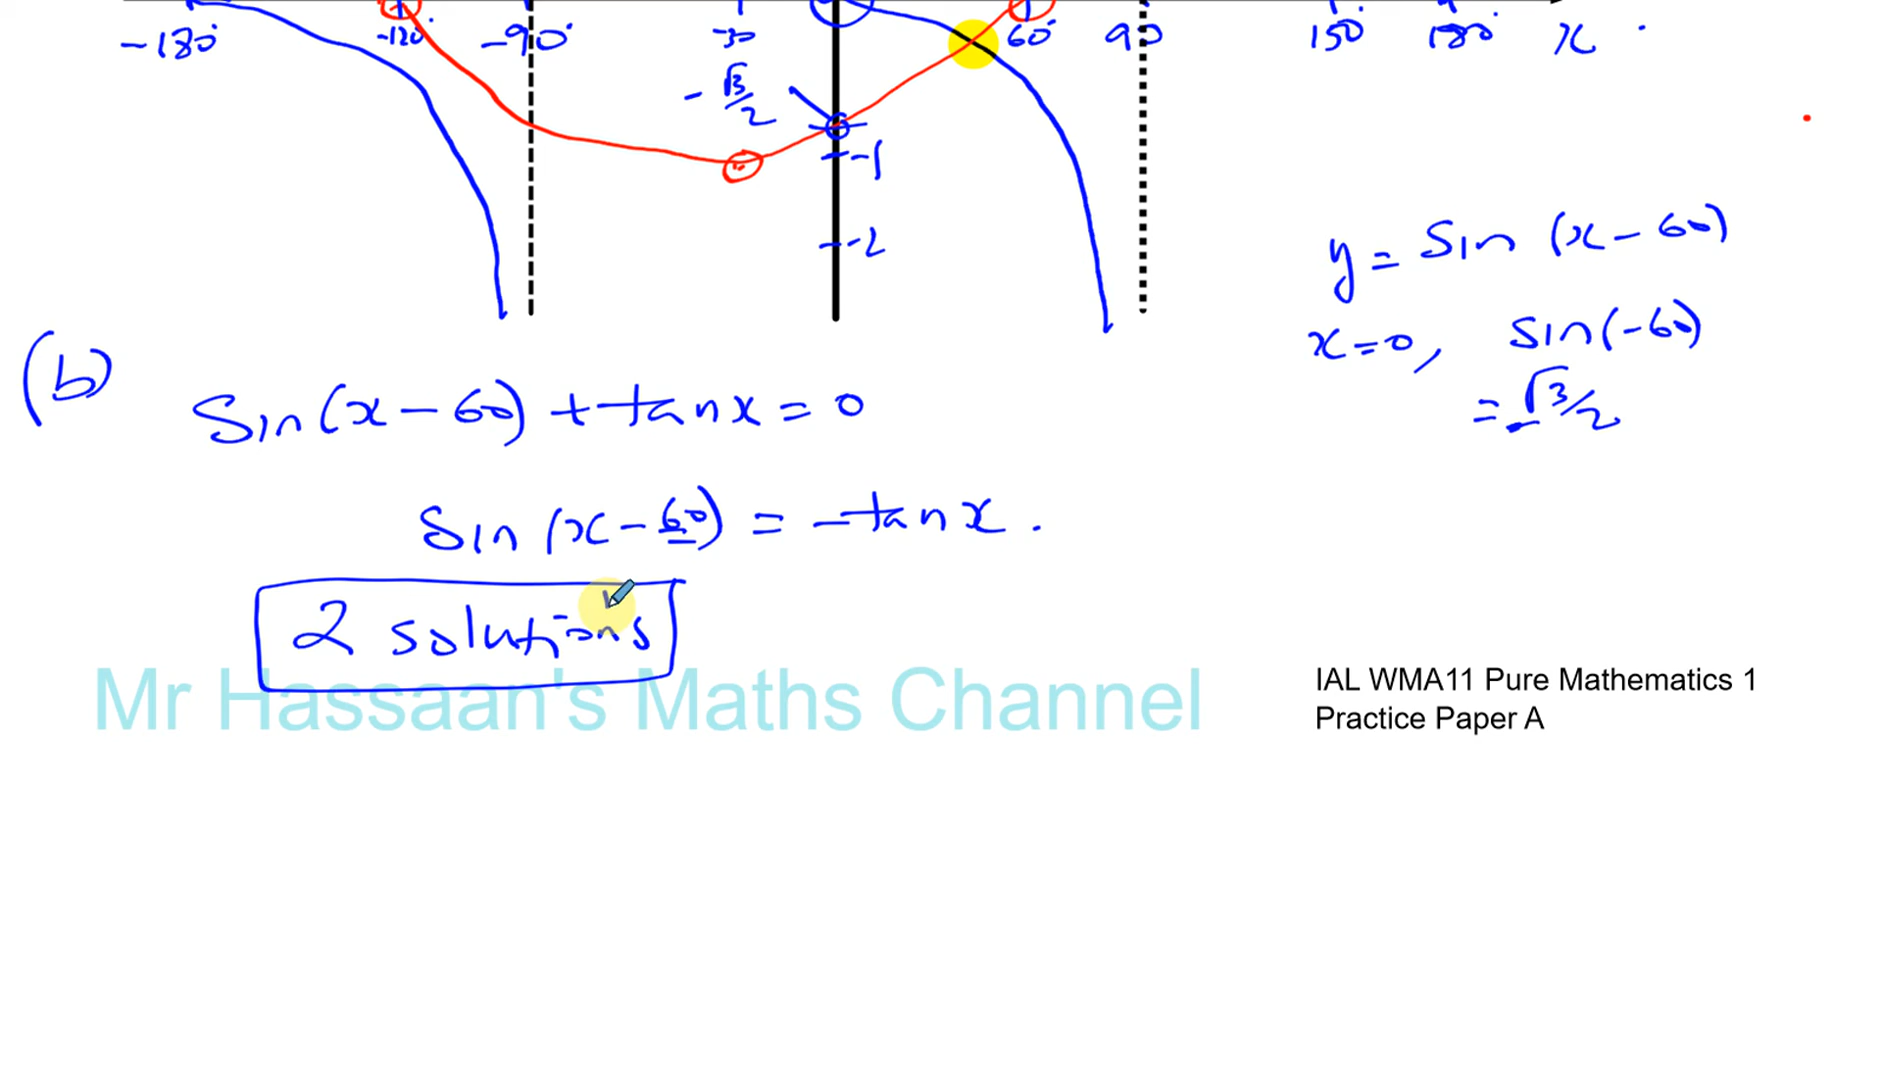 -180° -120° -90° -30 60° 90 150° 180° x
-√3/2
-1
-2
y = sin (x - 60)
x = 0, sin(-60)
= -√3/2
(b)
sin(x - 60) + tan x = 0
sin (x - 60) = - tan x.
2 solutions
Mr Hassaan's Maths Channel
IAL WMA11 Pure Mathematics 1
Practice Paper A